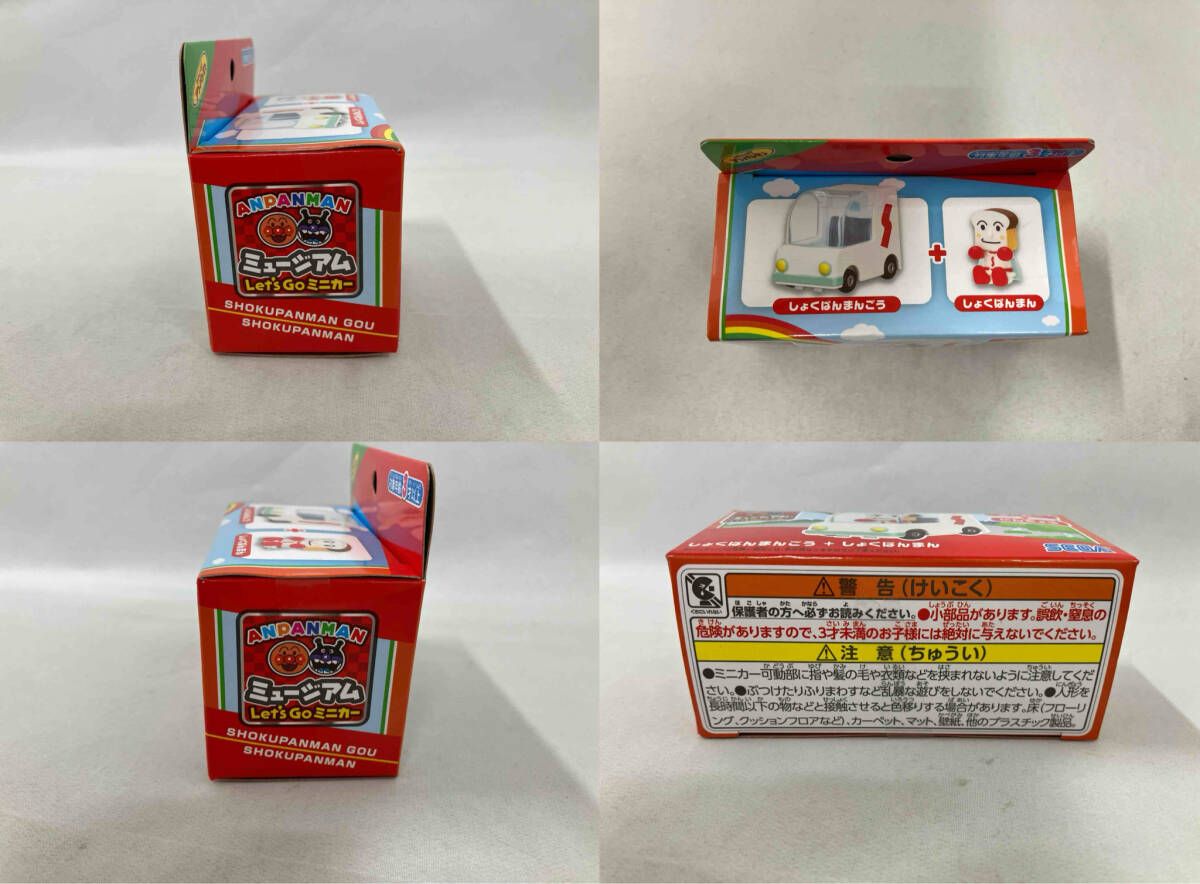 ANPANMAN
ミュージアム
Let's Go ミニカー
SHOKUPANMAN GOU
SHOKUPANMAN
しょくぱんまんごう
+
しょくぱんまん
ANPANMAN
ミュージアム
Let's Go ミニカー
SHOKUPANMAN GOU
SHOKUPANMAN
しょくぱんまんごう + しょくぱんまん
SEGA
⚠警 告(けいこく)
保護者の方へ必ずお読みください。●小部品があります。誤飲・窒息の
危険がありますので、3才未満のお子様には絶対に与えないでください。
⚠注 意(ちゅうい)
●ミニカー可動部に指や髪の毛や衣類などを挟まれないように注意してくだ
さい。●ぶつけたりふりまわすなど乱暴な遊びをしないでください。●人形を
長時間以下の物などと接触させると色移りする場合があります。床(フローリ
ング、クッションフロアなど)、カーペット、マット、壁紙、他のプラスチック製品。